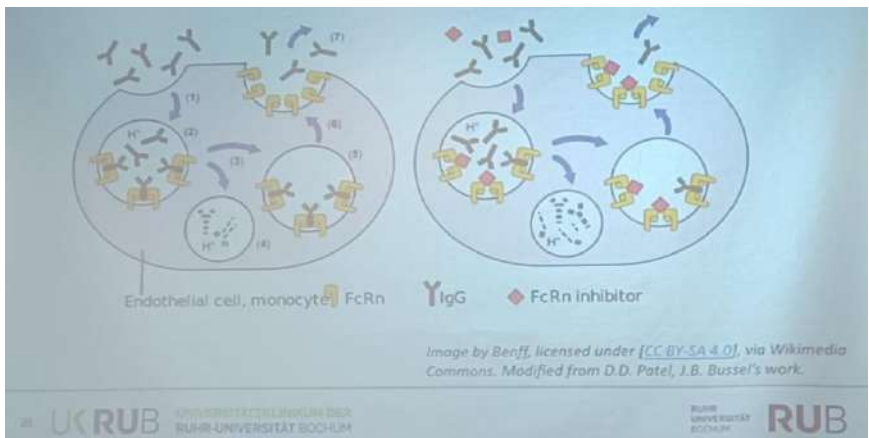 (7)
(1)
H⁺ (2)
(6)
H⁺
(3)
(5)
H⁺ (4)
H⁺
Endothelial cell, monocyte FcRn IgG FcRn inhibitor
Image by Benff, licensed under [CC BY-SA 4.0], via Wikimedia
Commons. Modified from D.D. Patel, J.B. Bussel's work.
UK RUB UNIVERSITÄTSKLINIKUM DER
RUHR-UNIVERSITÄT BOCHUM
RUHR
UNIVERSITÄT
BOCHUM
RUB